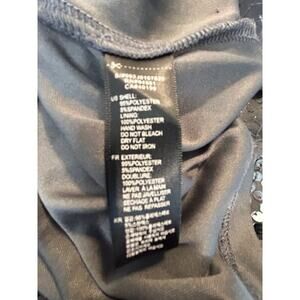 US SHELL:
95%POLYESTER
5%SPANDEX
LINING:
100%POLYESTER
HAND WASH
DO NOT BLEACH
DRY FLAT
DO NOT IRON
FR EXTERIEUR:
95%POLYESTER
5%SPANDEX
DOUBLURE:
100%POLYESTER
LAVER A LA MAIN
NE PAS JAVELLISER
SECHAGE A PLAT
NE PAS REPASSER